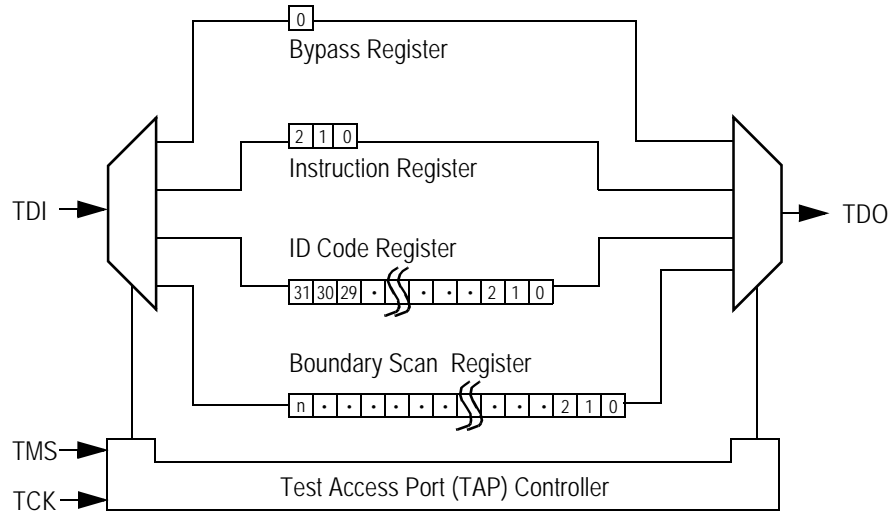 0
Bypass Register
2 1 0
Instruction Register
TDI
TDO
ID Code Register
31 30 29 · · · · 2 1 0
Boundary Scan Register
n · · · · · · · · · 2 1 0
TMS
TCK
Test Access Port (TAP) Controller